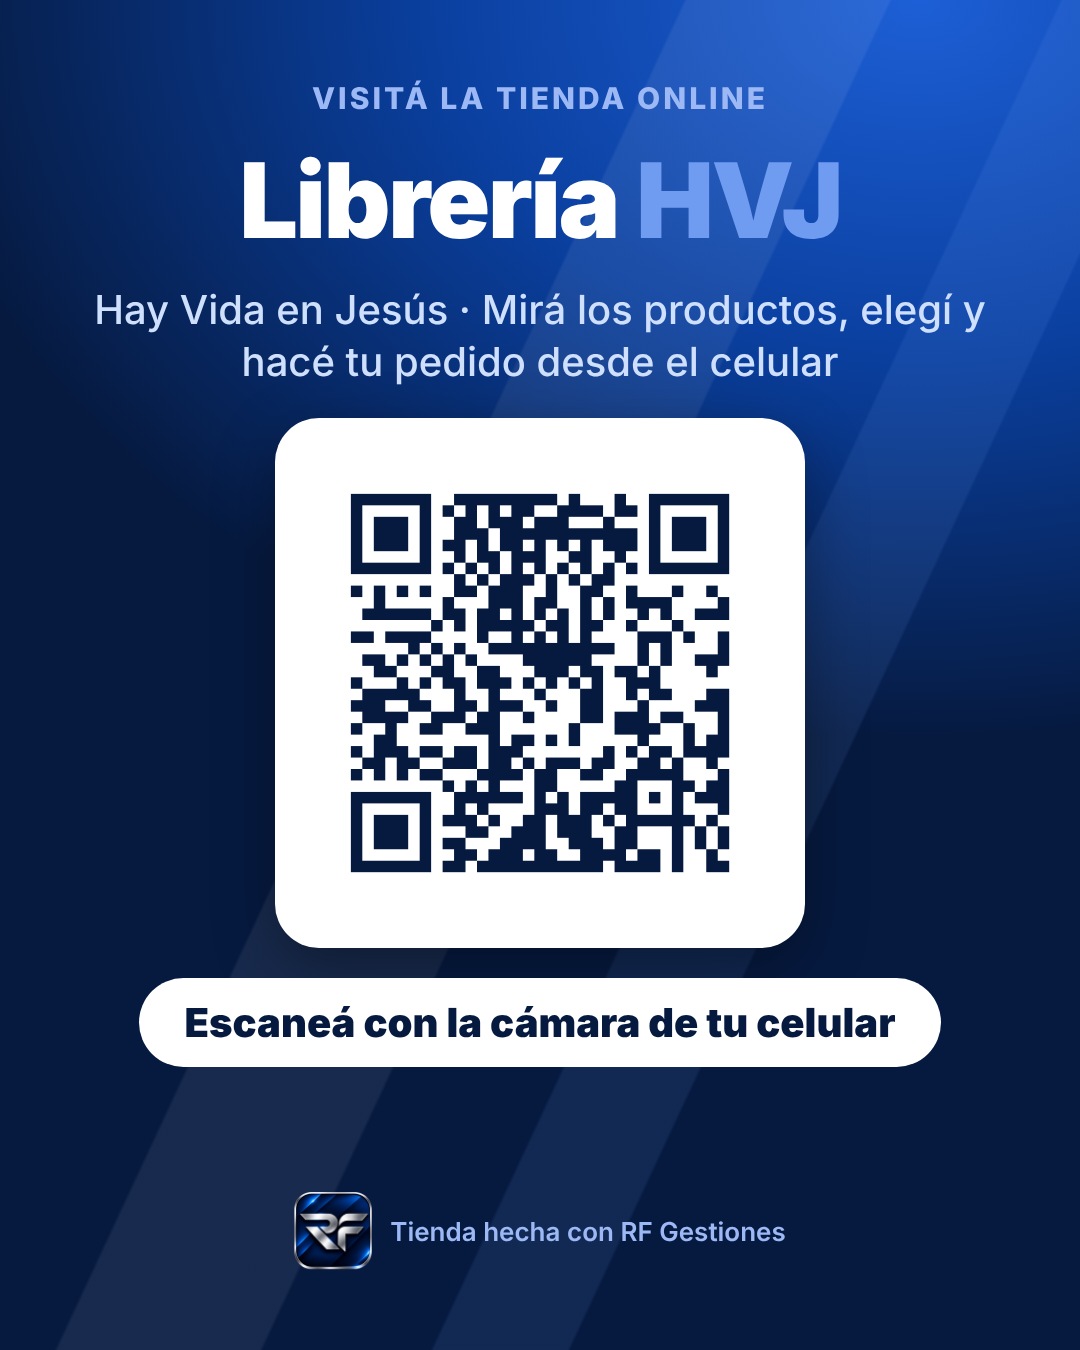 VISITÁ LA TIENDA ONLINE
Librería HVJ
Hay Vida en Jesús · Mirá los productos, elegí y
hacé tu pedido desde el celular
Escaneá con la cámara de tu celular
RF
Tienda hecha con RF Gestiones